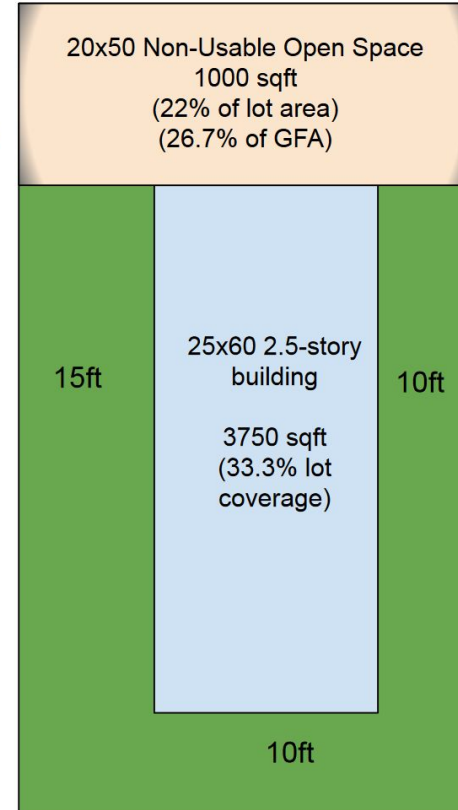 20x50 Non-Usable Open Space
1000 sqft
(22% of lot area)
(26.7% of GFA)
25x60 2.5-story
building
15ft
10ft
3750 sqft
(33.3% lot
coverage)
10ft